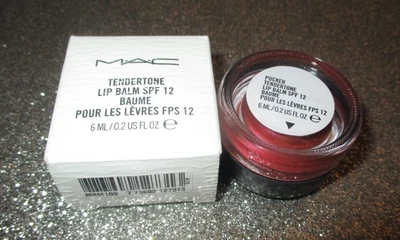 MAC
TENDERTONE
LIP BALM SPF 12
BAUME
POUR LES LÈVRES FPS 12
6 ML/0.2 US FL OZ e
PUCKER
TENDERTONE
LIP BALM SPF 12
BAUME
POUR LES LÈVRES FPS 12
6 ML/0.2 US FL OZ e